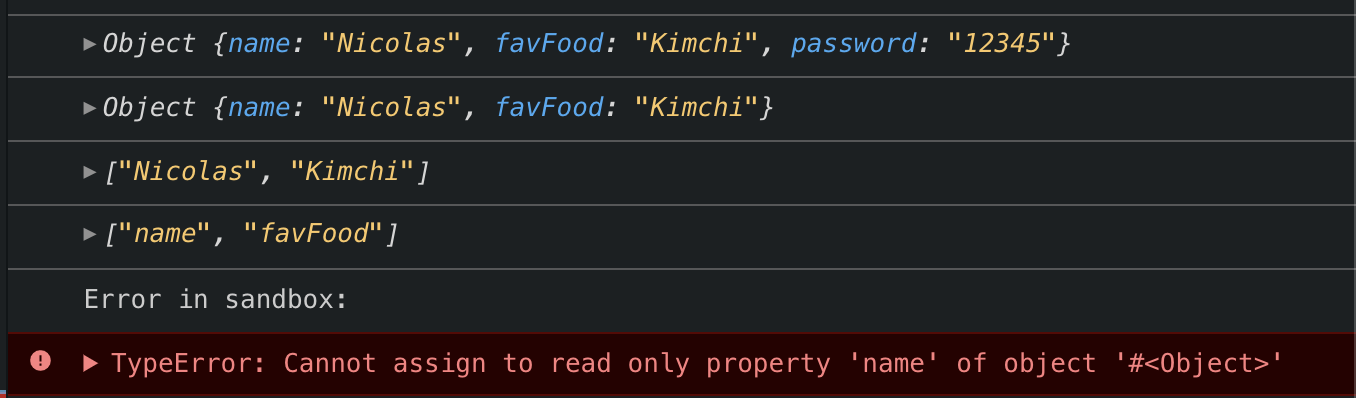 ▶Object {name: "Nicolas", favFood: "Kimchi", password: "12345"}
▶Object {name: "Nicolas", favFood: "Kimchi"}
▶["Nicolas", "Kimchi"]
▶["name", "favFood"]
Error in sandbox:
▶TypeError: Cannot assign to read only property 'name' of object '#<Object>'